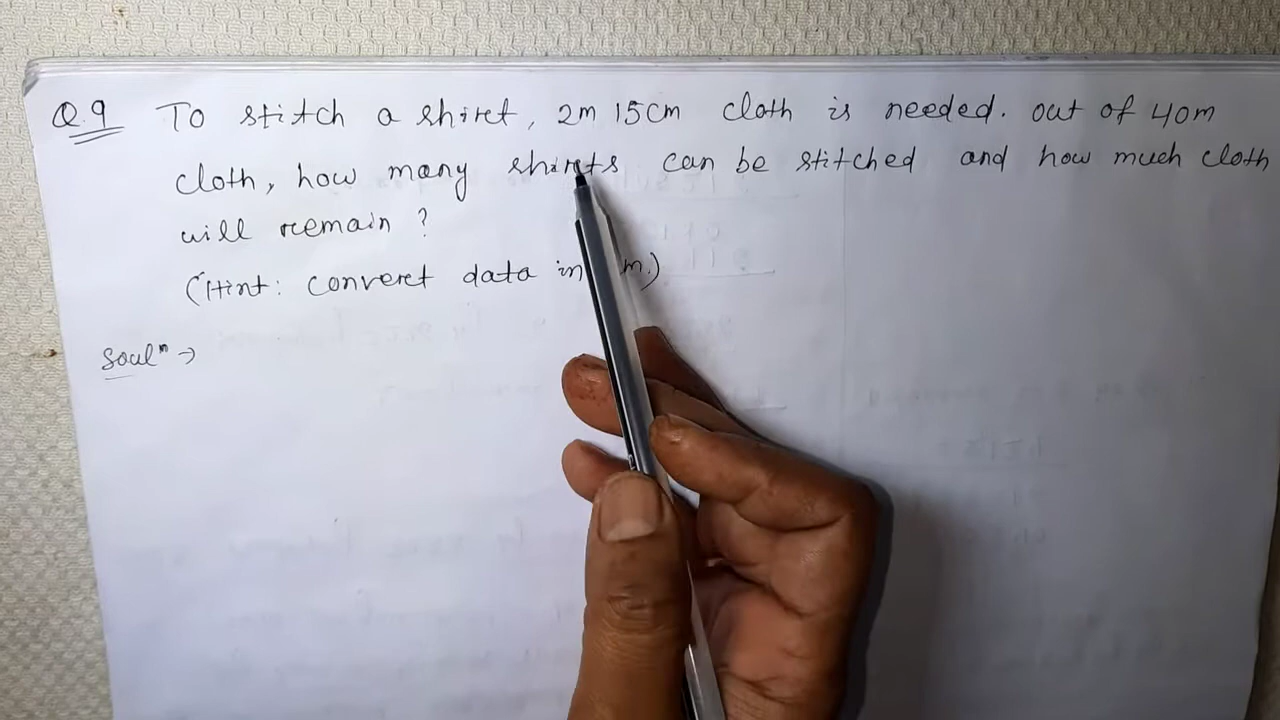 Q.9 To stitch a shirt, 2m 15cm cloth is needed. out of 40m
cloth, how many shirts can be stitched and how much cloth
will remain ?
(Hint: convert data in m.)
Soulⁿ →